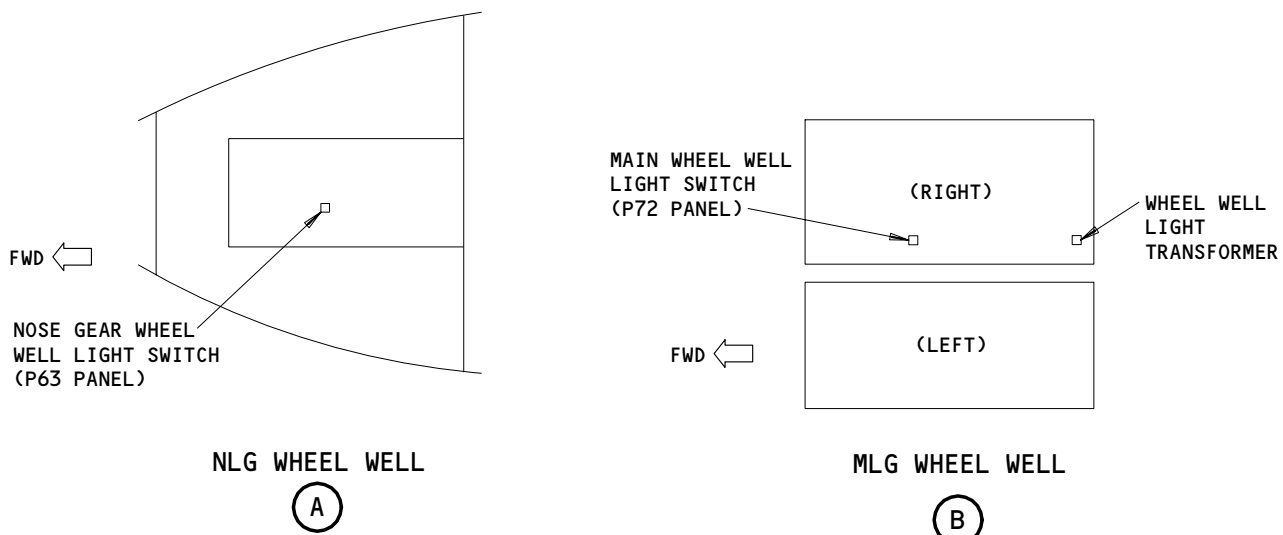 FWD
NOSE GEAR WHEEL
WELL LIGHT SWITCH
(P63 PANEL)
NLG WHEEL WELL
A
MAIN WHEEL WELL
LIGHT SWITCH
(P72 PANEL)
(RIGHT)
WHEEL WELL
LIGHT
TRANSFORMER
FWD
(LEFT)
MLG WHEEL WELL
B